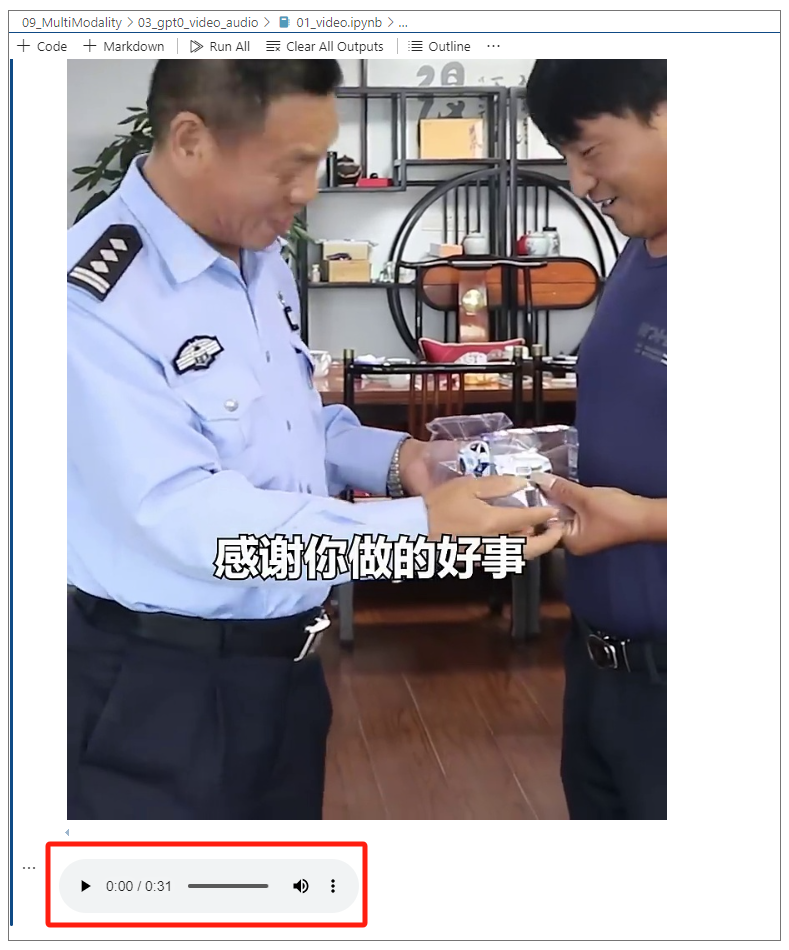 09_MultiModality > 03_gpt0_video_audio > 01_video.ipynb > ...
+ Code + Markdown Run All Clear All Outputs Outline ...
感谢你做的好事
...
0:00 / 0:31